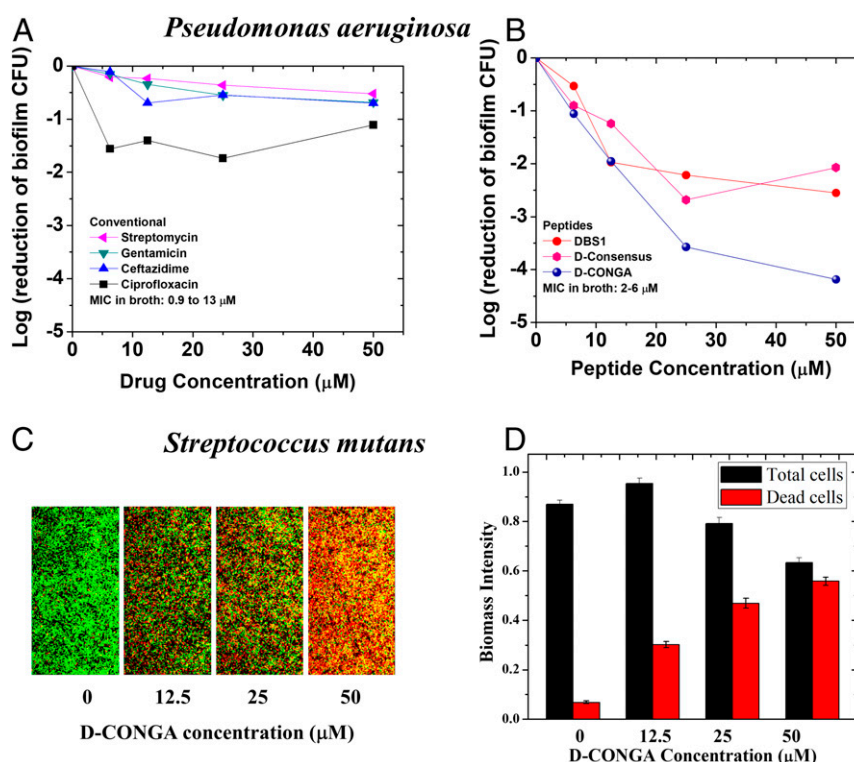 Pseudomonas aeruginosa
A
0
-1
-2
-3
-4
-5
Log (reduction of biofilm CFU)
Conventional
Streptomycin
Gentamicin
Ceftazidime
Ciprofloxacin
MIC in broth: 0.9 to 13 μM
0 10 20 30 40 50
Drug Concentration (μM)
B
0
-1
-2
-3
-4
-5
Log (reduction of biofilm CFU)
Peptides
DBS1
D-Consensus
D-CONGA
MIC in broth: 2-6 μM
0 10 20 30 40 50
Peptide Concentration (μM)
Streptococcus mutans
C
0 12.5 25 50
D-CONGA concentration (μM)
D
1.0
0.8
0.6
0.4
0.2
0.0
Biomass Intensity
Total cells
Dead cells
0 12.5 25 50
D-CONGA Concentration (μM)